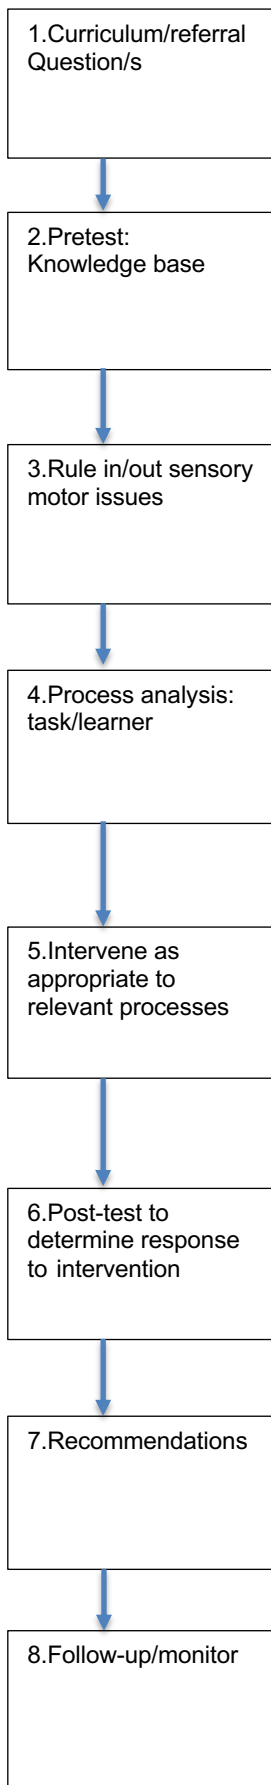 1.Curriculum/referral
Question/s
2.Pretest:
Knowledge base
3.Rule in/out sensory
motor issues
4.Process analysis:
task/learner
5.Intervene as
appropriate to
relevant processes
6.Post-test to
determine response
to intervention
7.Recommendations
8.Follow-up/monitor